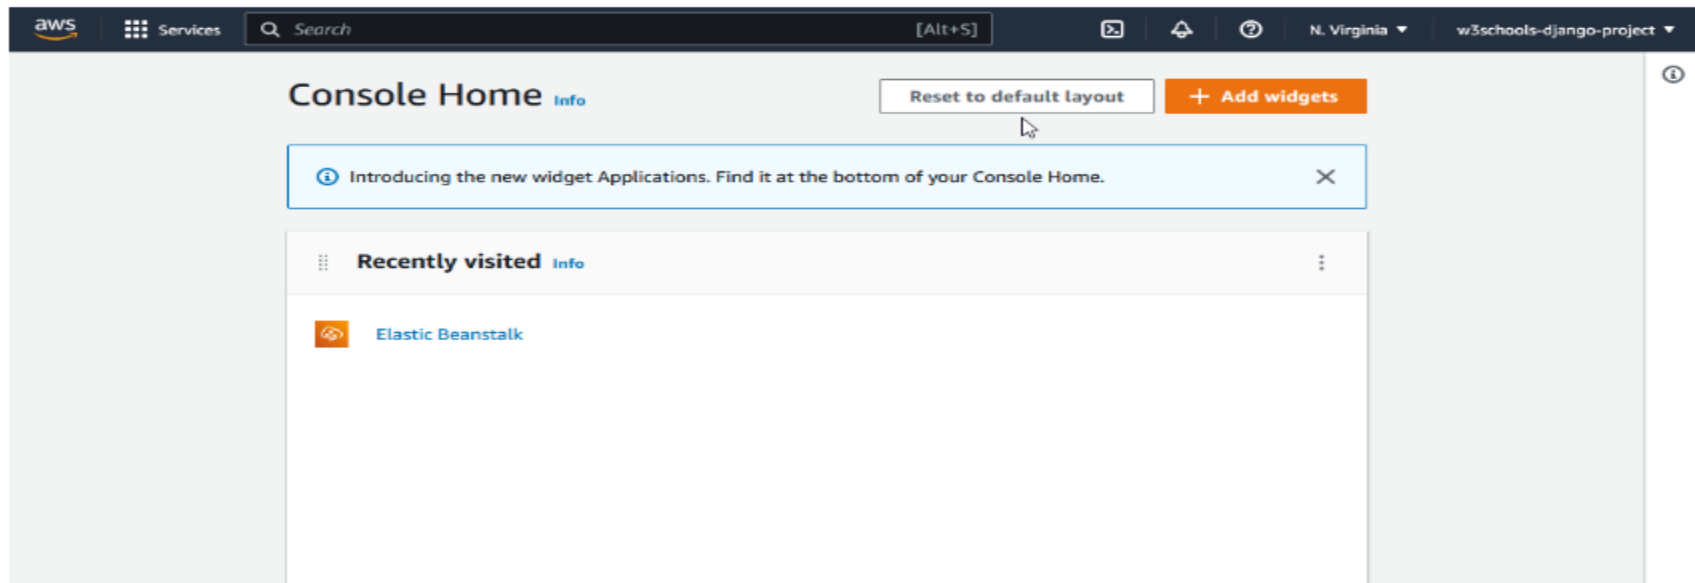 aws Services Search [Alt+S] N. Virginia w3schools-django-project
Console Home Info Reset to default layout + Add widgets
Introducing the new widget Applications. Find it at the bottom of your Console Home.
Recently visited Info
Elastic Beanstalk